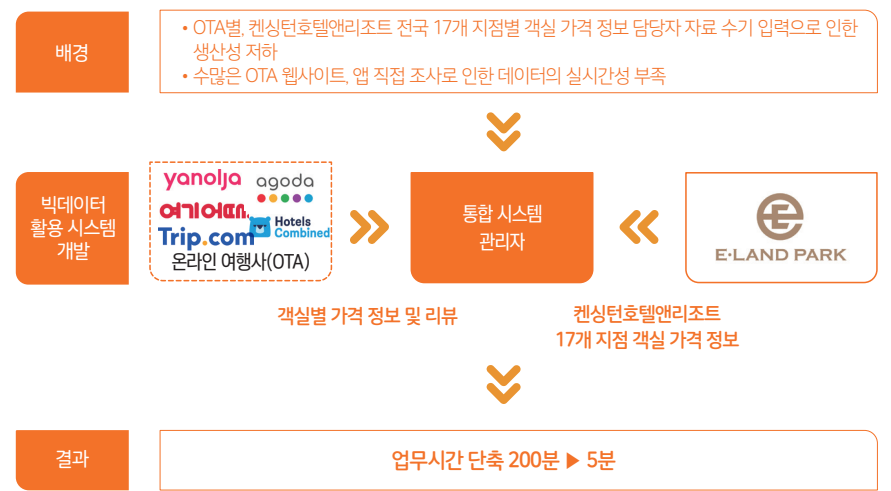 배경
• OTA별, 켄싱턴호텔앤리조트 전국 17개 지점별 객실 가격 정보 담당자 자료 수기 입력으로 인한
생산성 저하
• 수많은 OTA 웹사이트, 앱 직접 조사로 인한 데이터의 실시간성 부족
빅데이터
활용 시스템
개발
yanolja
agoda
여기어때.
Hotels
Combined
Trip.com
온라인 여행사(OTA)
통합 시스템
관리자
E
E·LAND PARK
객실별 가격 정보 및 리뷰
켄싱턴호텔앤리조트
17개 지점 객실 가격 정보
결과
업무시간 단축 200분 ▶ 5분